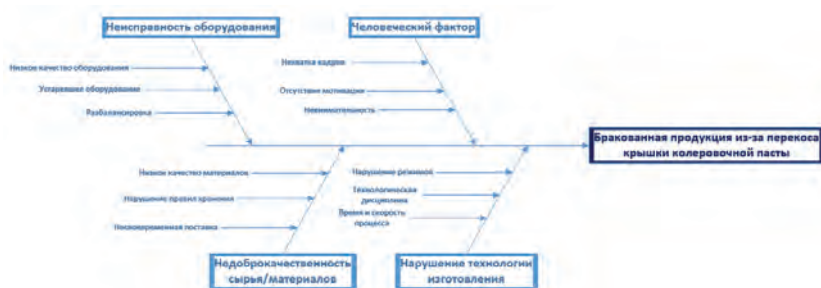 Неисправность оборудования
Человеческий фактор
Низкое качество оборудования
Устаревшее оборудование
Разбалансировка
Нехватка кадров
Отсутствие мотивации
Невнимательность
Бракованная продукция из-за перекоса
крышки колеровочной пасты
Низкое качество материалов
Нарушение правил хранения
Несвоевременная поставка
Нарушение режимов
Технологическая
дисциплина
Время и скорость
процесса
Недоброкачественность
сырья/материалов
Нарушение технологии
изготовления